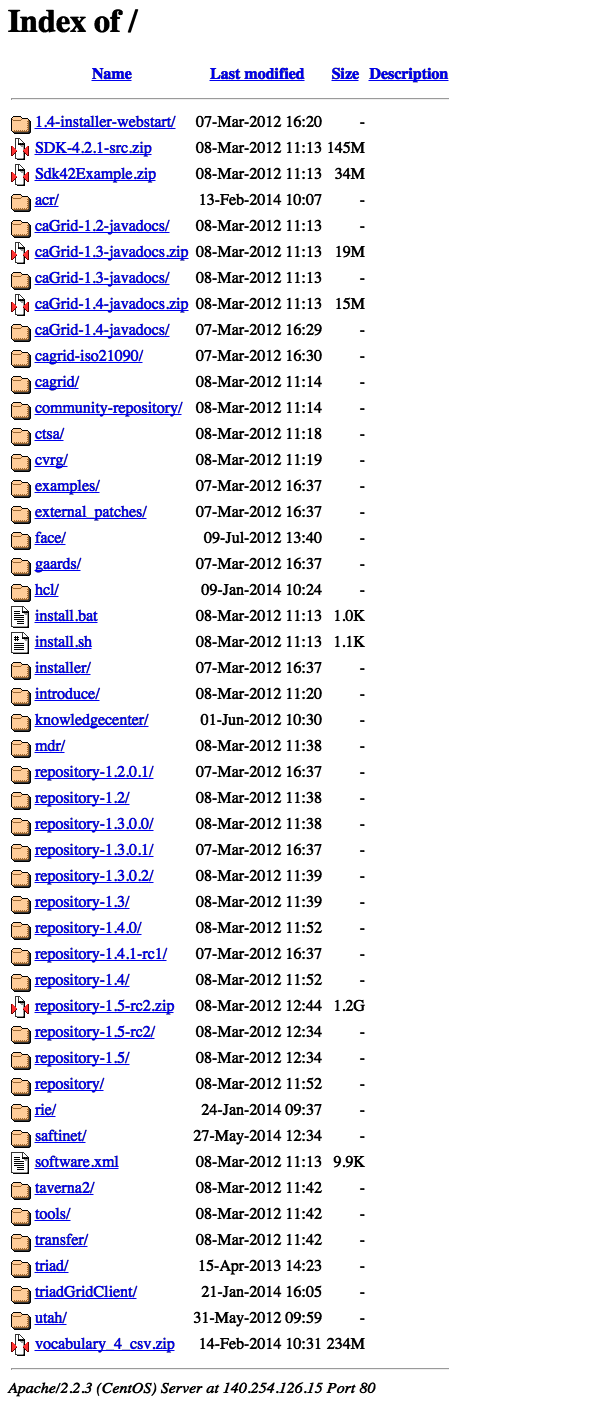 Index of /
Name Last modified Size Description
1.4-installer-webstart/ 07-Mar-2012 16:20 -
SDK-4.2.1-src.zip 08-Mar-2012 11:13 145M
Sdk42Example.zip 08-Mar-2012 11:13 34M
acr/ 13-Feb-2014 10:07 -
caGrid-1.2-javadocs/ 08-Mar-2012 11:13 -
caGrid-1.3-javadocs.zip 08-Mar-2012 11:13 19M
caGrid-1.3-javadocs/ 08-Mar-2012 11:13 -
caGrid-1.4-javadocs.zip 08-Mar-2012 11:13 15M
caGrid-1.4-javadocs/ 07-Mar-2012 16:29 -
cagrid-iso21090/ 07-Mar-2012 16:30 -
cagrid/ 08-Mar-2012 11:14 -
community-repository/ 08-Mar-2012 11:14 -
ctsa/ 08-Mar-2012 11:18 -
cvrg/ 08-Mar-2012 11:19 -
examples/ 07-Mar-2012 16:37 -
external_patches/ 07-Mar-2012 16:37 -
face/ 09-Jul-2012 13:40 -
gaards/ 07-Mar-2012 16:37 -
hcl/ 09-Jan-2014 10:24 -
install.bat 08-Mar-2012 11:13 1.0K
install.sh 08-Mar-2012 11:13 1.1K
installer/ 07-Mar-2012 16:37 -
introduce/ 08-Mar-2012 11:20 -
knowledgecenter/ 01-Jun-2012 10:30 -
mdr/ 08-Mar-2012 11:38 -
repository-1.2.0.1/ 07-Mar-2012 16:37 -
repository-1.2/ 08-Mar-2012 11:38 -
repository-1.3.0.0/ 08-Mar-2012 11:38 -
repository-1.3.0.1/ 07-Mar-2012 16:37 -
repository-1.3.0.2/ 08-Mar-2012 11:39 -
repository-1.3/ 08-Mar-2012 11:39 -
repository-1.4.0/ 08-Mar-2012 11:52 -
repository-1.4.1-rc1/ 07-Mar-2012 16:37 -
repository-1.4/ 08-Mar-2012 11:52 -
repository-1.5-rc2.zip 08-Mar-2012 12:44 1.2G
repository-1.5-rc2/ 08-Mar-2012 12:34 -
repository-1.5/ 08-Mar-2012 12:34 -
repository/ 08-Mar-2012 11:52 -
rie/ 24-Jan-2014 09:37 -
saftinet/ 27-May-2014 12:34 -
software.xml 08-Mar-2012 11:13 9.9K
taverna2/ 08-Mar-2012 11:42 -
tools/ 08-Mar-2012 11:42 -
transfer/ 08-Mar-2012 11:42 -
triad/ 15-Apr-2013 14:23 -
triadGridClient/ 21-Jan-2014 16:05 -
utah/ 31-May-2012 09:59 -
vocabulary_4_csv.zip 14-Feb-2014 10:31 234M
Apache/2.2.3 (CentOS) Server at 140.254.126.15 Port 80